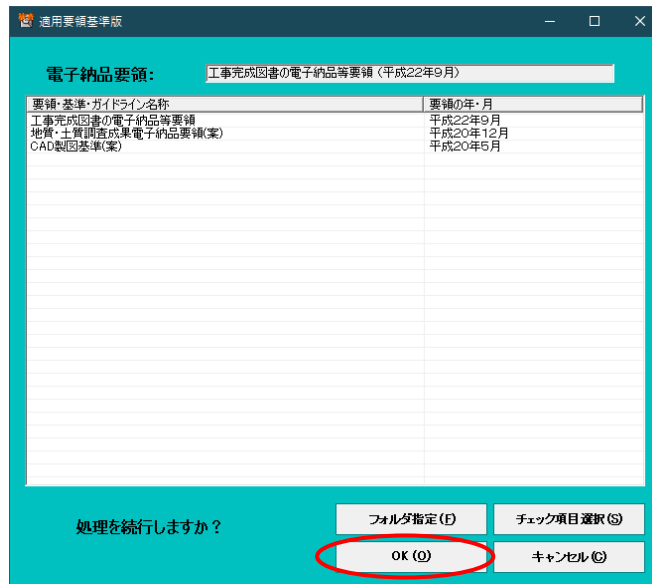 適用要領基準版
電子納品要領： 工事完成図書の電子納品等要領（平成22年9月）
要領・基準・ガイドライン名称 要領の年・月
工事完成図書の電子納品等要領 平成22年9月
地質・土質調査成果電子納品要領(案) 平成20年12月
CAD製図基準(案) 平成20年5月
フォルダ指定(F) チェック項目選択(S)
処理を続行しますか？
OK(O) キャンセル(C)